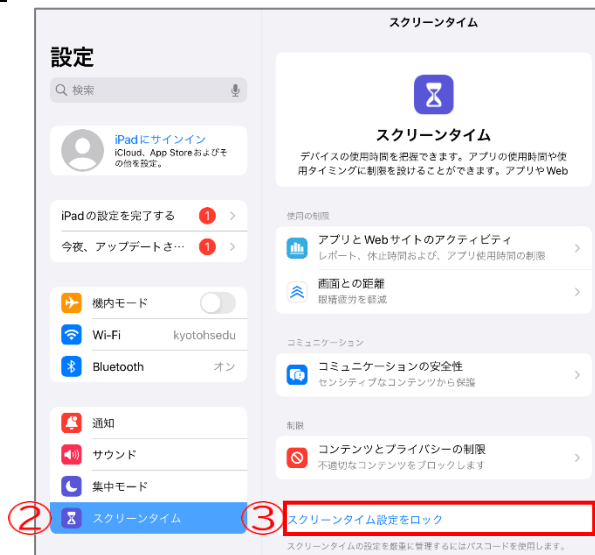 設定
検索
iPadにサインイン
iCloud、App Storeおよびそ
の他を設定。
iPadの設定を完了する 1
今夜、アップデートさ… 1
機内モード
Wi-Fi kyotohsedu
Bluetooth オン
通知
サウンド
集中モード
② スクリーンタイム
スクリーンタイム
スクリーンタイム
デバイスの使用時間を把握できます。アプリの使用時間や使
用タイミングに制限を設けることができます。アプリやWeb
使用の制限
アプリとWebサイトのアクティビティ
レポート、休止時間および、アプリ使用時間の制限
画面との距離
眼精疲労を軽減
コミュニケーション
コミュニケーションの安全性
センシティブなコンテンツから保護
制限
コンテンツとプライバシーの制限
不適切なコンテンツをブロックします
③ スクリーンタイム設定をロック
スクリーンタイムの設定を厳重に管理するにはパスコードを使用します。